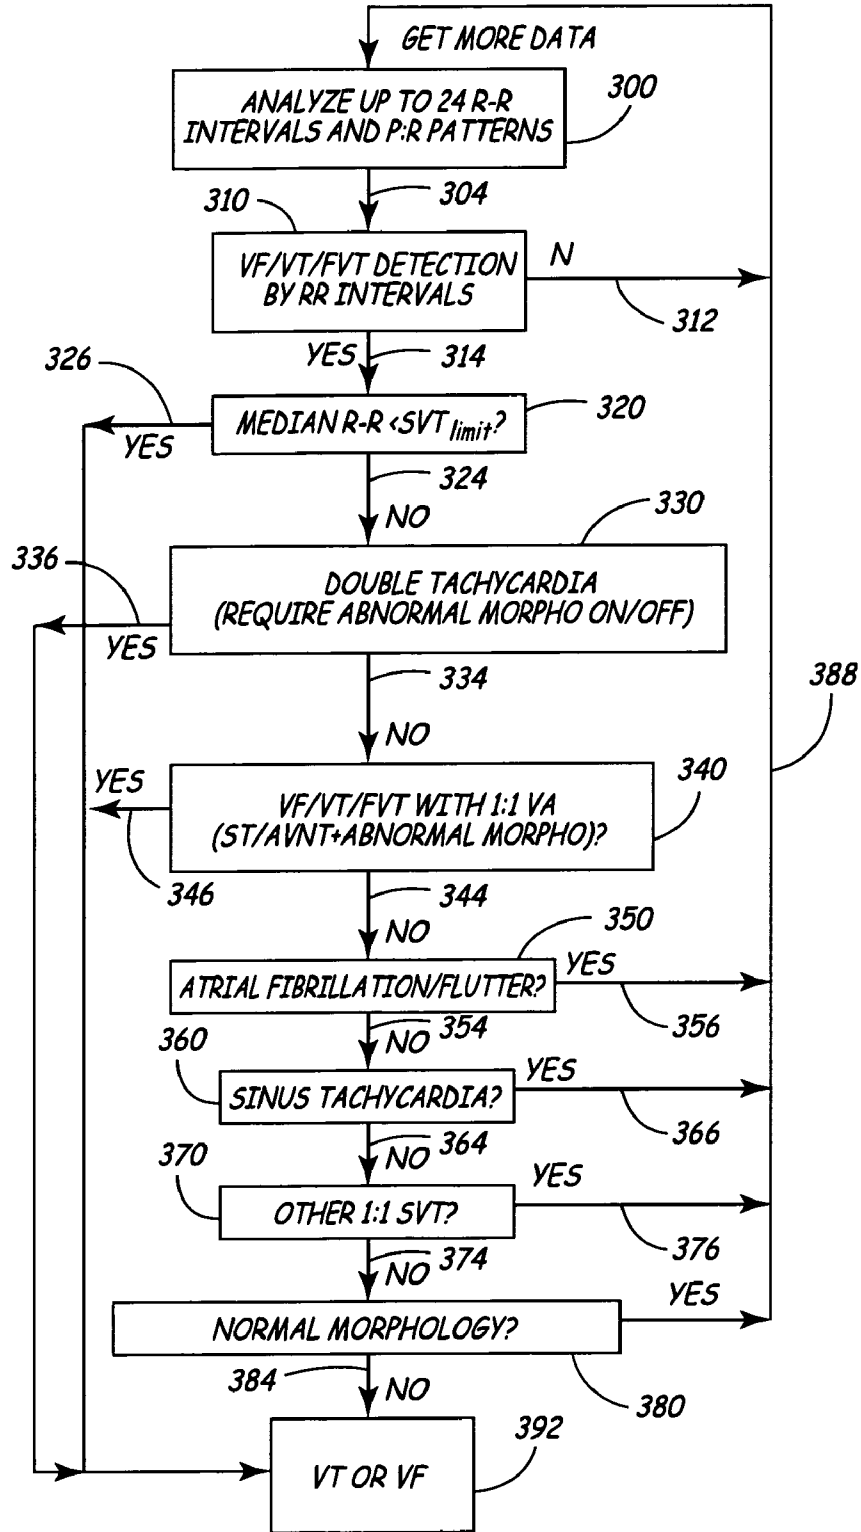 GET MORE DATA
ANALYZE UP TO 24 R-R
INTERVALS AND P:R PATTERNS
300
304
310
VF/VT/FVT DETECTION
BY RR INTERVALS
N
312
YES
314
326
MEDIAN R-R <SVT limit?
320
YES
324
NO
330
336
DOUBLE TACHYCARDIA
(REQUIRE ABNORMAL MORPHO ON/OFF)
YES
334
388
NO
340
YES
VF/VT/FVT WITH 1:1 VA
(ST/AVNT+ABNORMAL MORPHO)?
346
344
NO
350
ATRIAL FIBRILLATION/FLUTTER?
YES
356
354
NO
360
SINUS TACHYCARDIA?
YES
366
364
NO
370
OTHER 1:1 SVT?
YES
376
374
NO
NORMAL MORPHOLOGY?
YES
380
384
NO
392
VT OR VF